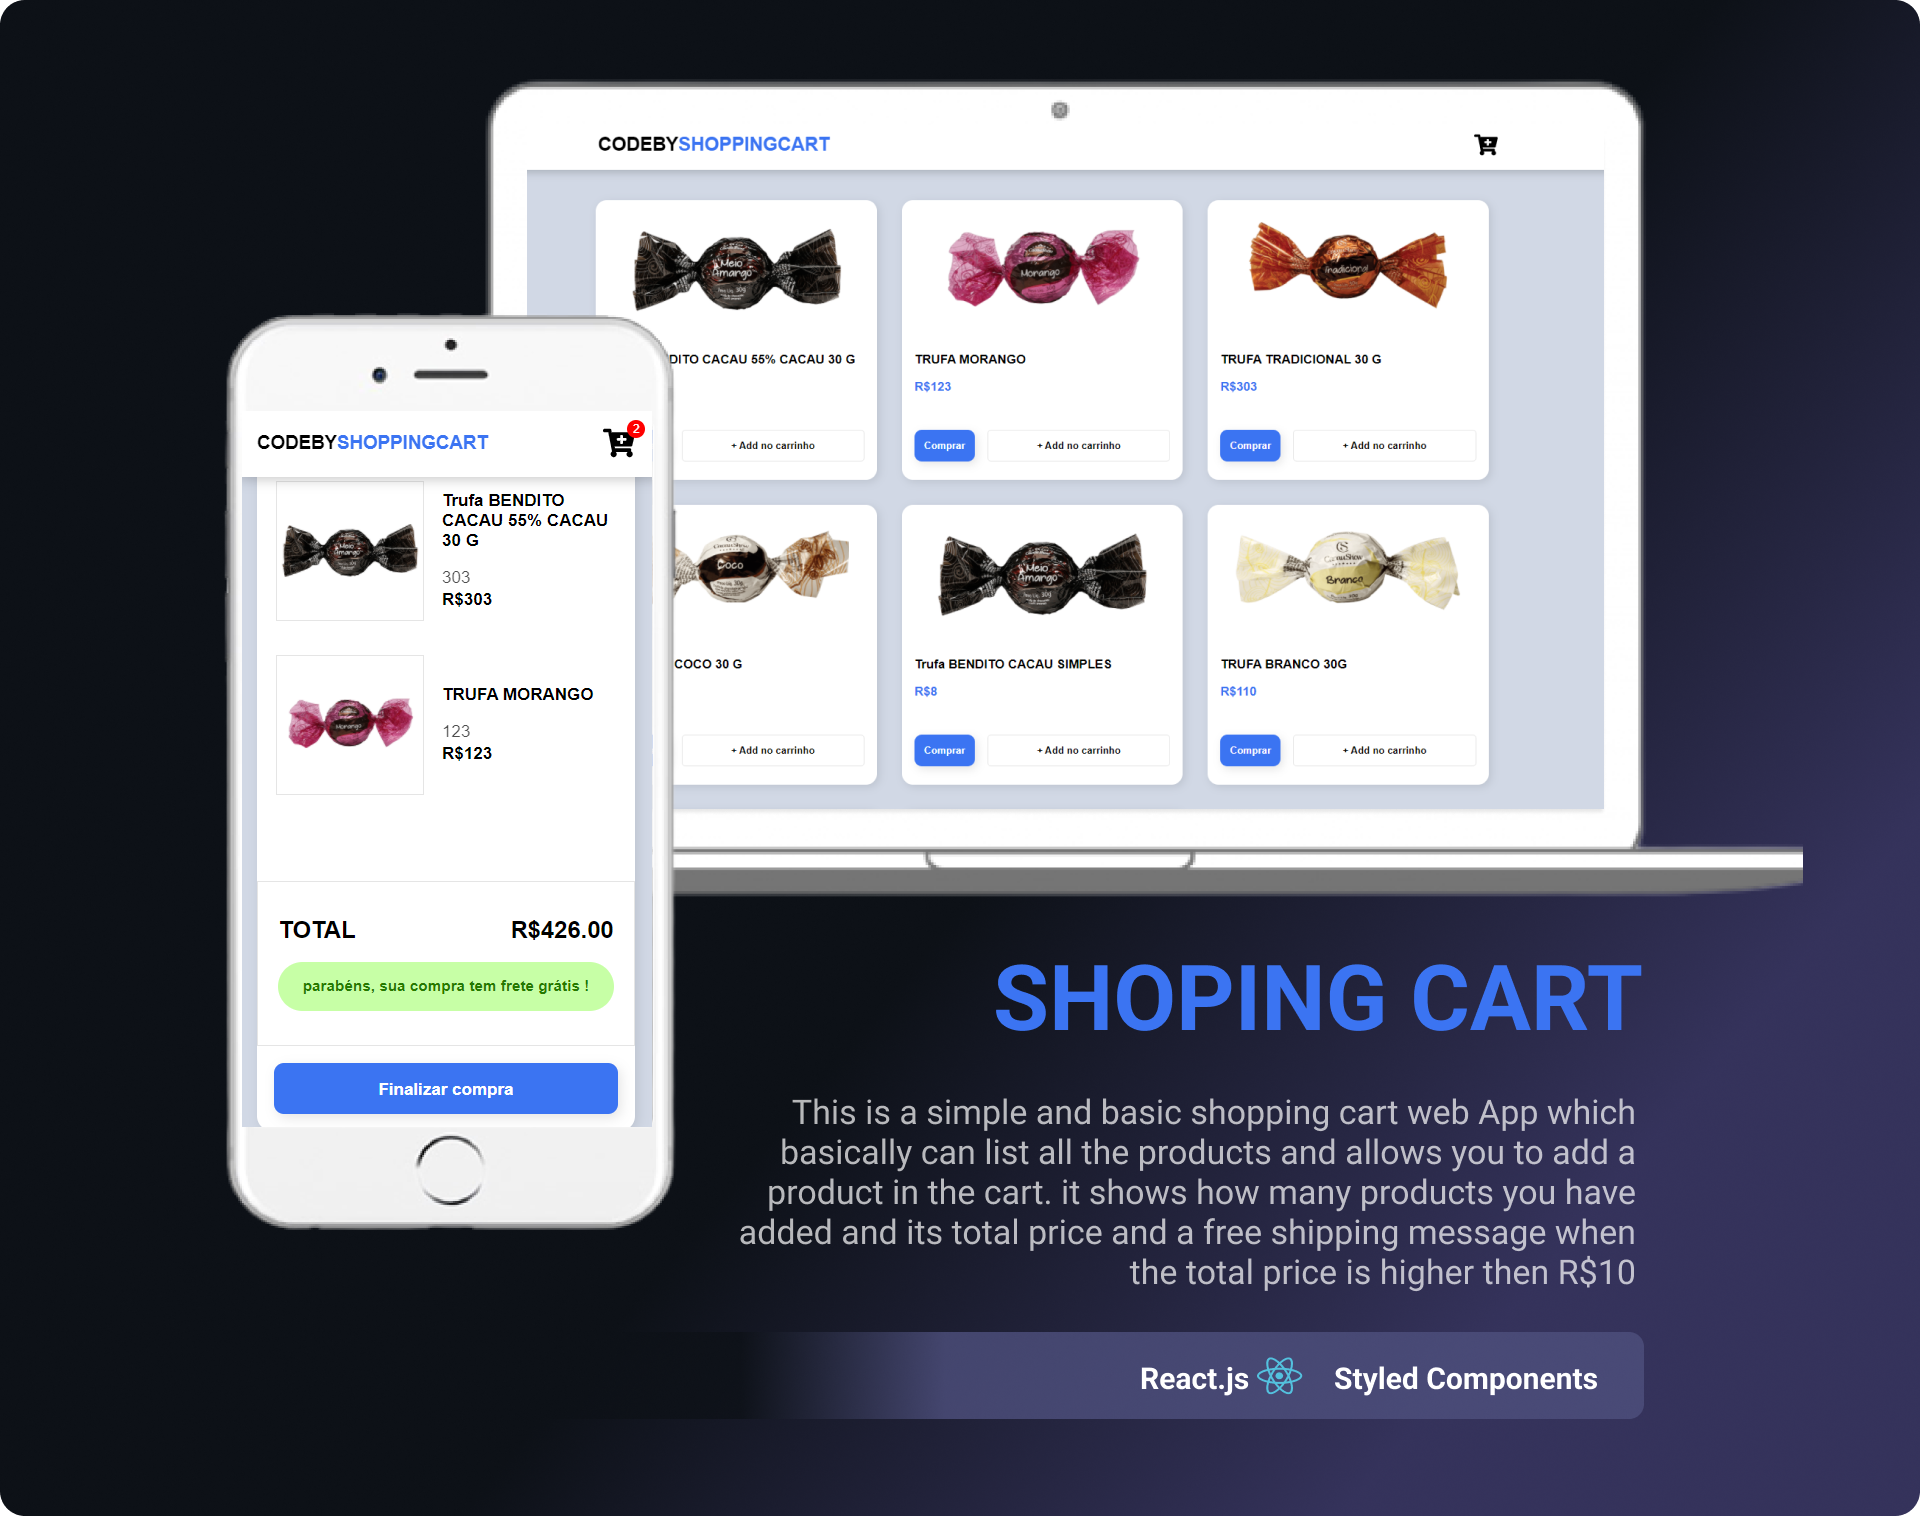 CODEBYSHOPPINGCART
Meio
Amargo
Morango
Tradicional
DITO CACAU 55% CACAU 30 G
TRUFA MORANGO
R$123
TRUFA TRADICIONAL 30 G
R$303
+ Add no carrinho
Comprar
+ Add no carrinho
Comprar
+ Add no carrinho
Coco
Meio
Amargo
Branco
COCO 30 G
Trufa BENDITO CACAU SIMPLES
R$8
TRUFA BRANCO 30G
R$110
+ Add no carrinho
Comprar
+ Add no carrinho
Comprar
+ Add no carrinho
CODEBYSHOPPINGCART
2
Meio
Amargo
Trufa BENDITO
CACAU 55% CACAU
30 G
303
R$303
Morango
TRUFA MORANGO
123
R$123
TOTAL R$426.00
parabéns, sua compra tem frete grátis !
Finalizar compra
SHOPING CART
This is a simple and basic shopping cart web App which
basically can list all the products and allows you to add a
product in the cart. it shows how many products you have
added and its total price and a free shipping message when
the total price is higher then R$10
React.js Styled Components